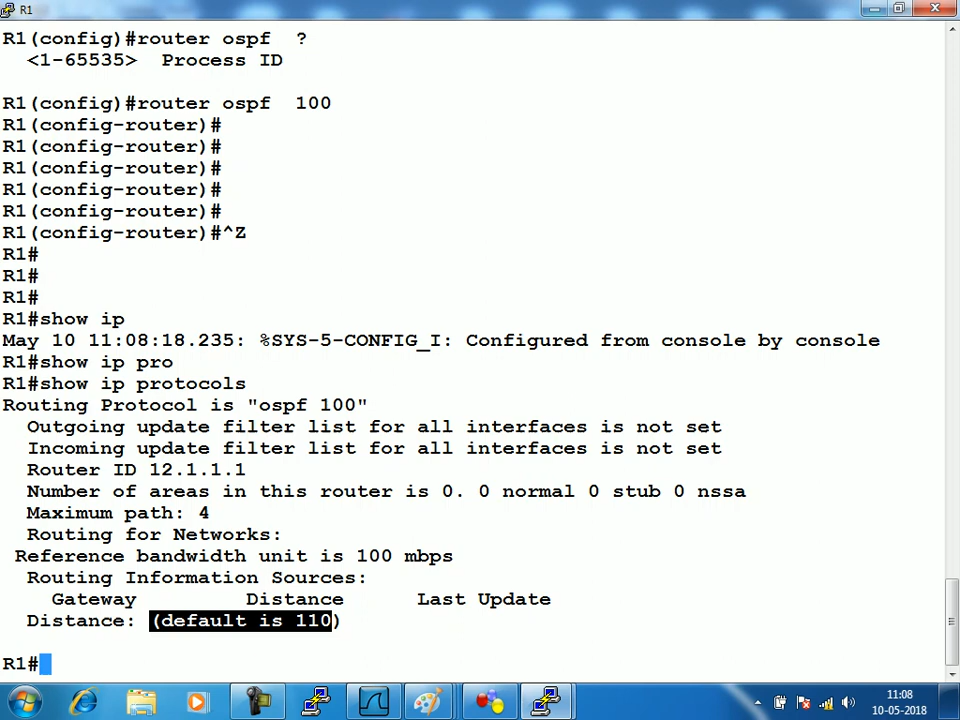 R1
R1(config)#router ospf  ?
  <1-65535>  Process ID
R1(config)#router ospf  100
R1(config-router)#
R1(config-router)#
R1(config-router)#
R1(config-router)#
R1(config-router)#
R1(config-router)#^Z
R1#
R1#
R1#
R1#show ip
May 10 11:08:18.235: %SYS-5-CONFIG_I: Configured from console by console
R1#show ip pro
R1#show ip protocols
Routing Protocol is "ospf 100"
  Outgoing update filter list for all interfaces is not set
  Incoming update filter list for all interfaces is not set
  Router ID 12.1.1.1
  Number of areas in this router is 0. 0 normal 0 stub 0 nssa
  Maximum path: 4
  Routing for Networks:
 Reference bandwidth unit is 100 mbps
  Routing Information Sources:
    Gateway         Distance      Last Update
  Distance: (default is 110)
R1#
11:08
10-05-2018